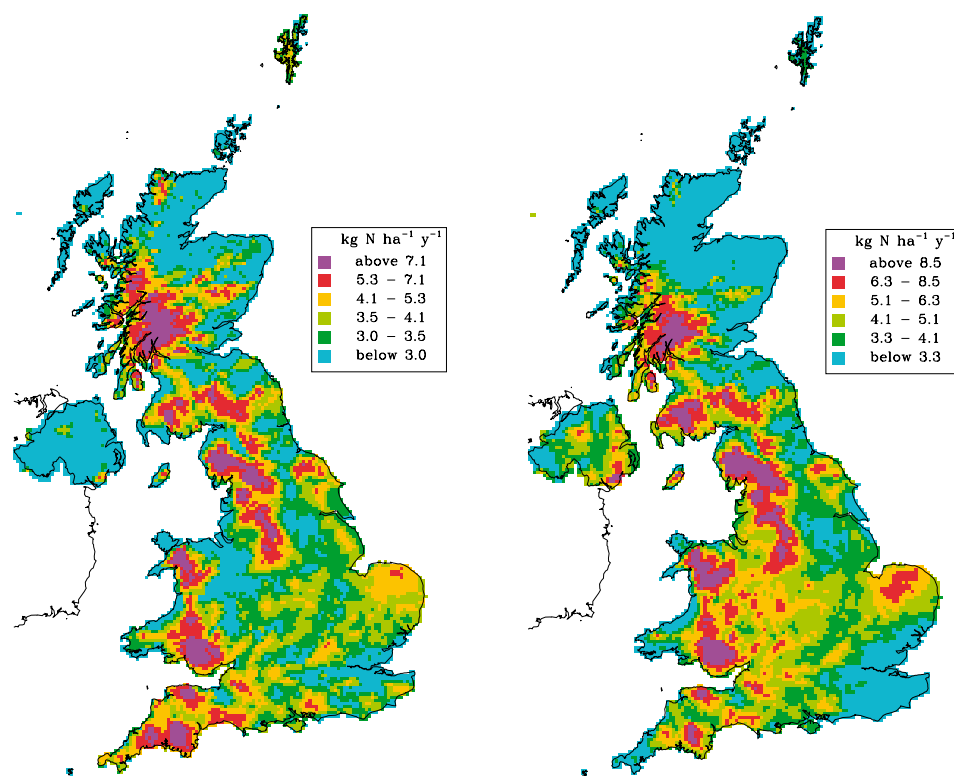 kg N ha⁻¹ y⁻¹
above 7.1
5.3 – 7.1
4.1 – 5.3
3.5 – 4.1
3.0 – 3.5
below 3.0
kg N ha⁻¹ y⁻¹
above 8.5
6.3 – 8.5
5.1 – 6.3
4.1 – 5.1
3.3 – 4.1
below 3.3